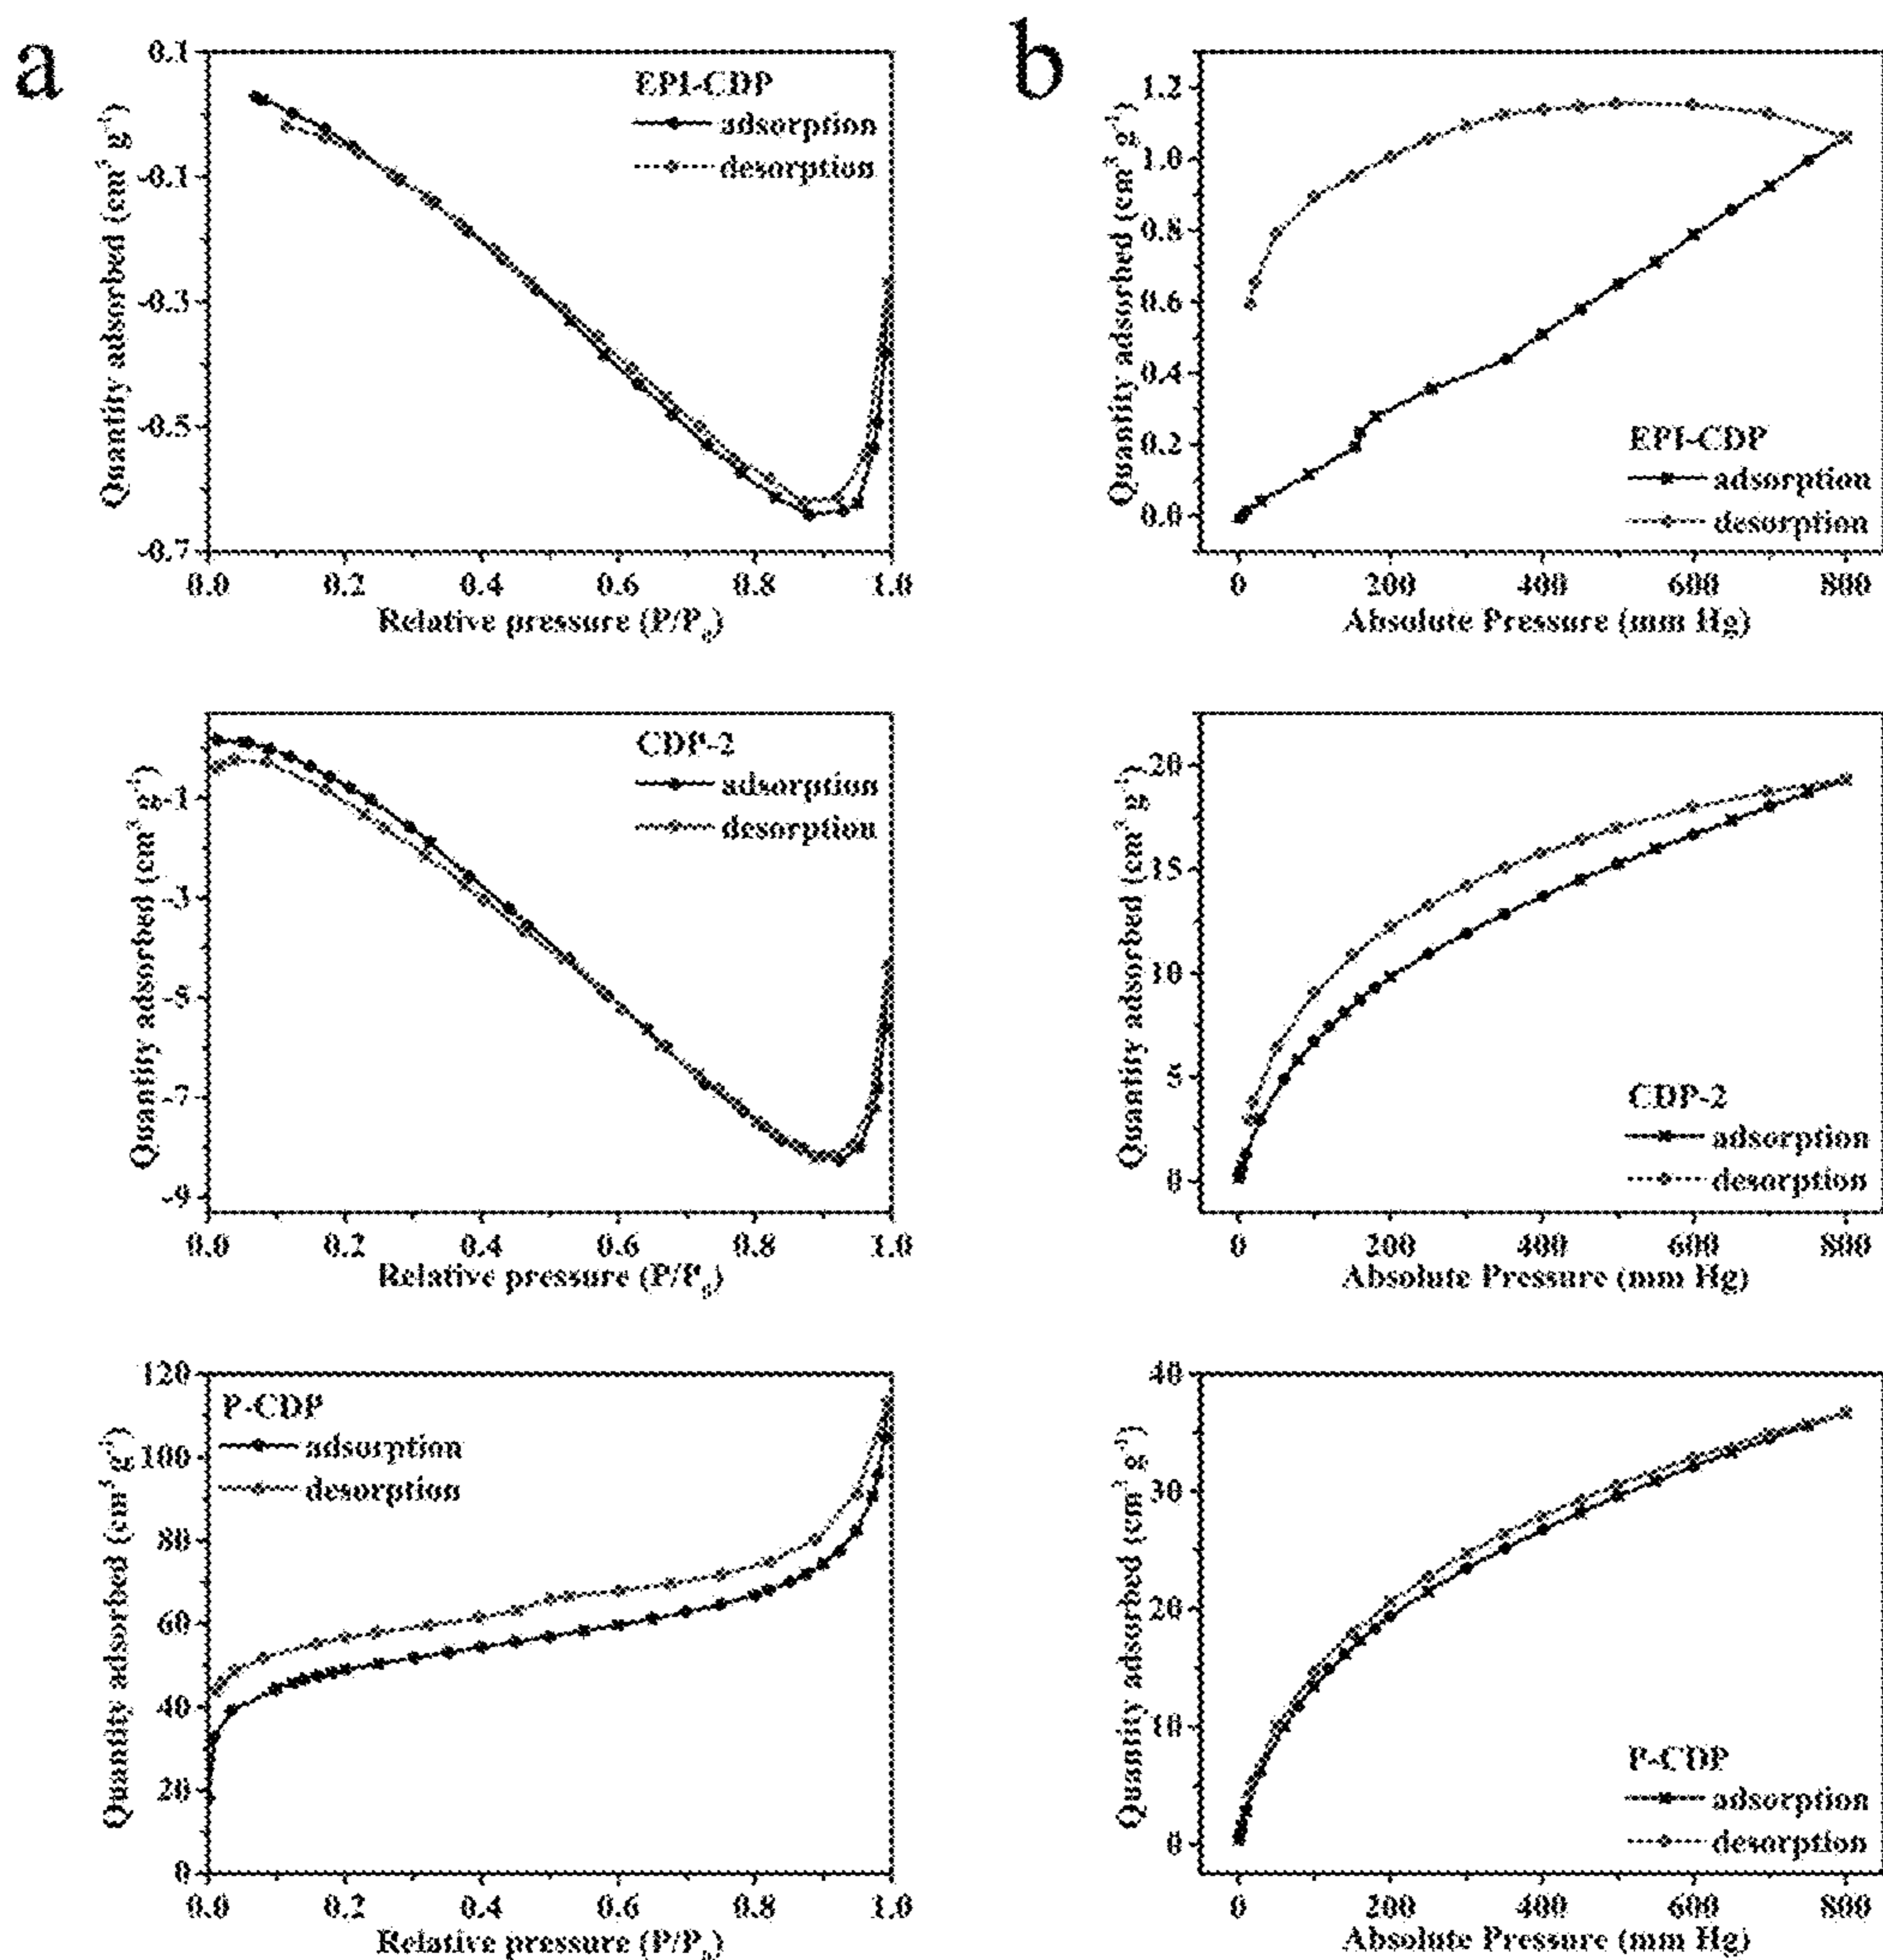 a
0.1
-0.1
-0.3
-0.5
-0.7
Quantity adsorbed (cm³ g⁻¹)
EPI-CDP
adsorption
desorption
0.0 0.2 0.4 0.6 0.8 1.0
Relative pressure (P/P₀)
b
1.2
1.0
0.8
0.6
0.4
0.2
0.0
Quantity adsorbed (cm³ g⁻¹)
EPI-CDP
adsorption
desorption
0 200 400 600 800
Absolute Pressure (mm Hg)
-1
-3
-5
-7
-9
Quantity adsorbed (cm³ g⁻¹)
CDP-2
adsorption
desorption
0.0 0.2 0.4 0.6 0.8 1.0
Relative pressure (P/P₀)
20
15
10
5
0
Quantity adsorbed (cm³ g⁻¹)
CDP-2
adsorption
desorption
0 200 400 600 800
Absolute Pressure (mm Hg)
120
100
80
60
40
20
0
Quantity adsorbed (cm³ g⁻¹)
P-CDP
adsorption
desorption
0.0 0.2 0.4 0.6 0.8 1.0
Relative pressure (P/P₀)
40
30
20
10
0
Quantity adsorbed (cm³ g⁻¹)
P-CDP
adsorption
desorption
0 200 400 600 800
Absolute Pressure (mm Hg)